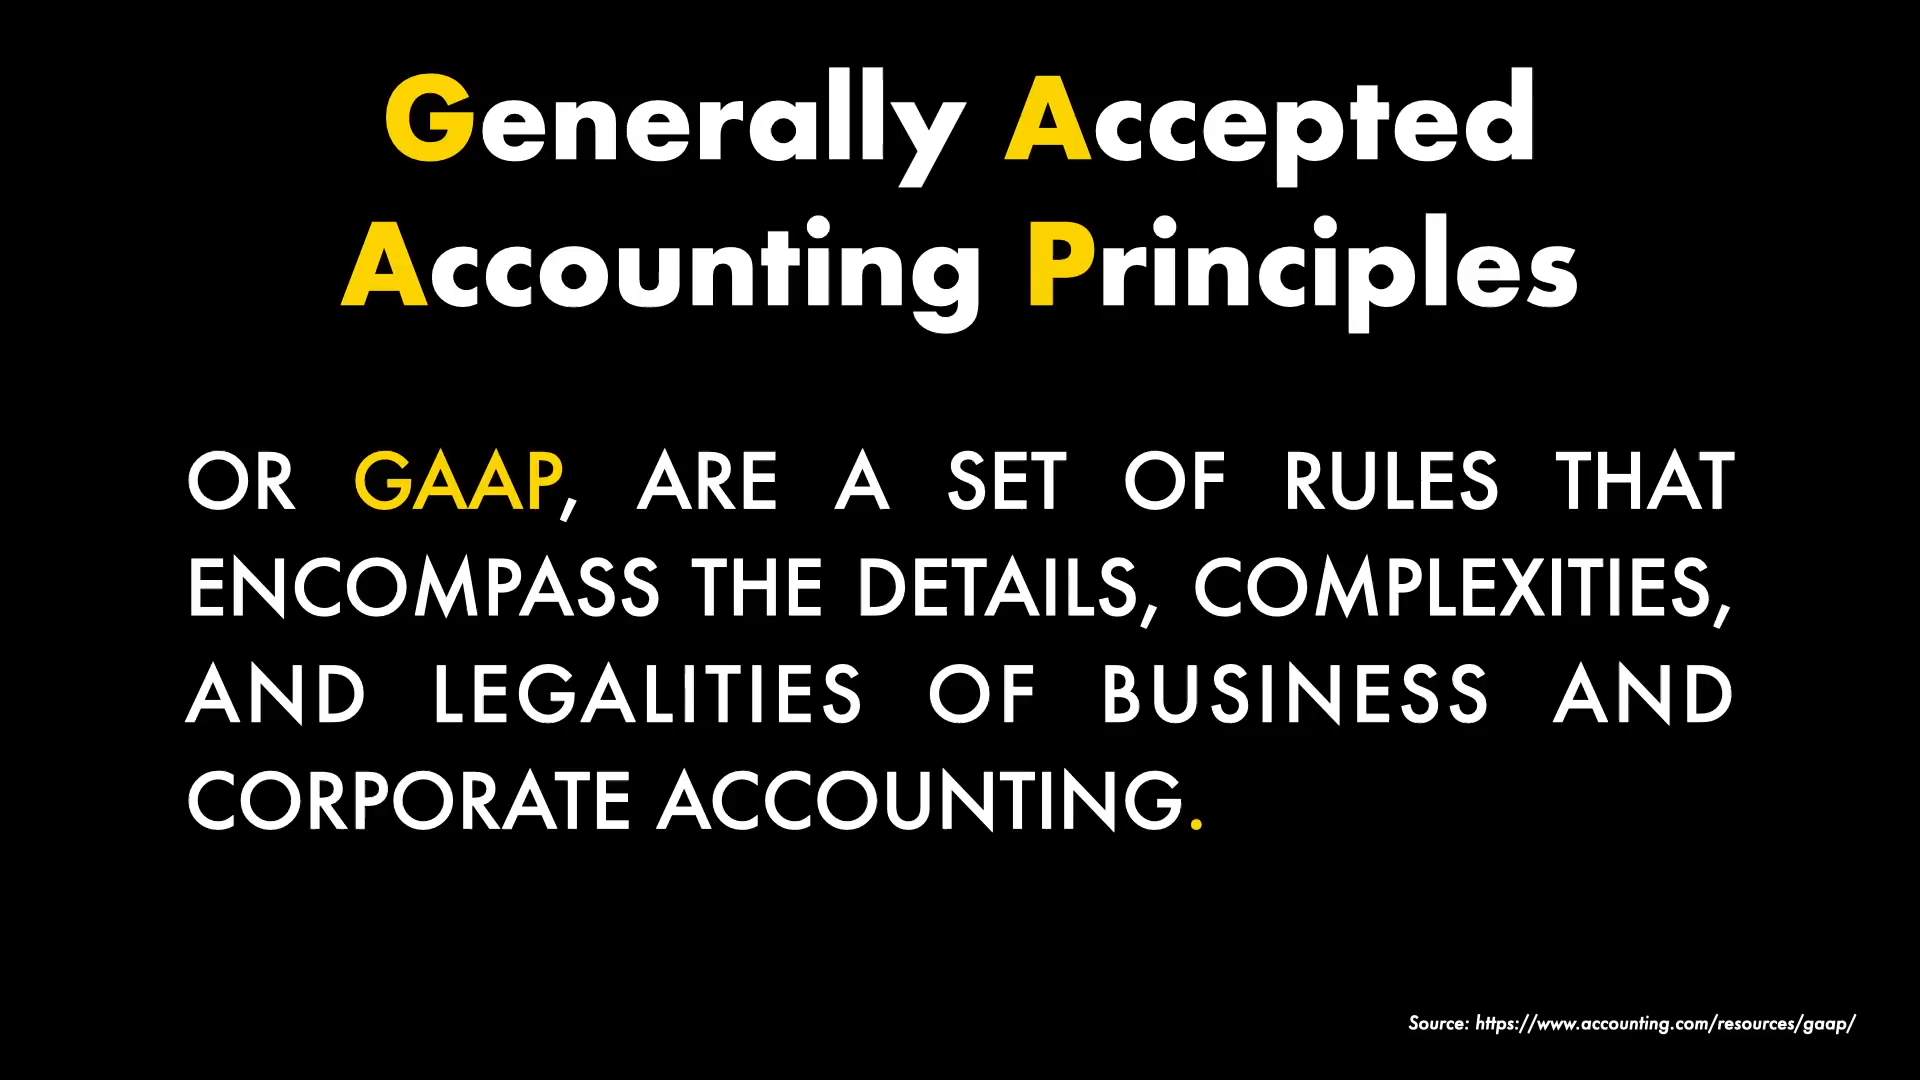 Generally Accepted
Accounting Principles
OR GAAP, ARE A SET OF RULES THAT
ENCOMPASS THE DETAILS, COMPLEXITIES,
AND LEGALITIES OF BUSINESS AND
CORPORATE ACCOUNTING.
Source: https://www.accounting.com/resources/gaap/